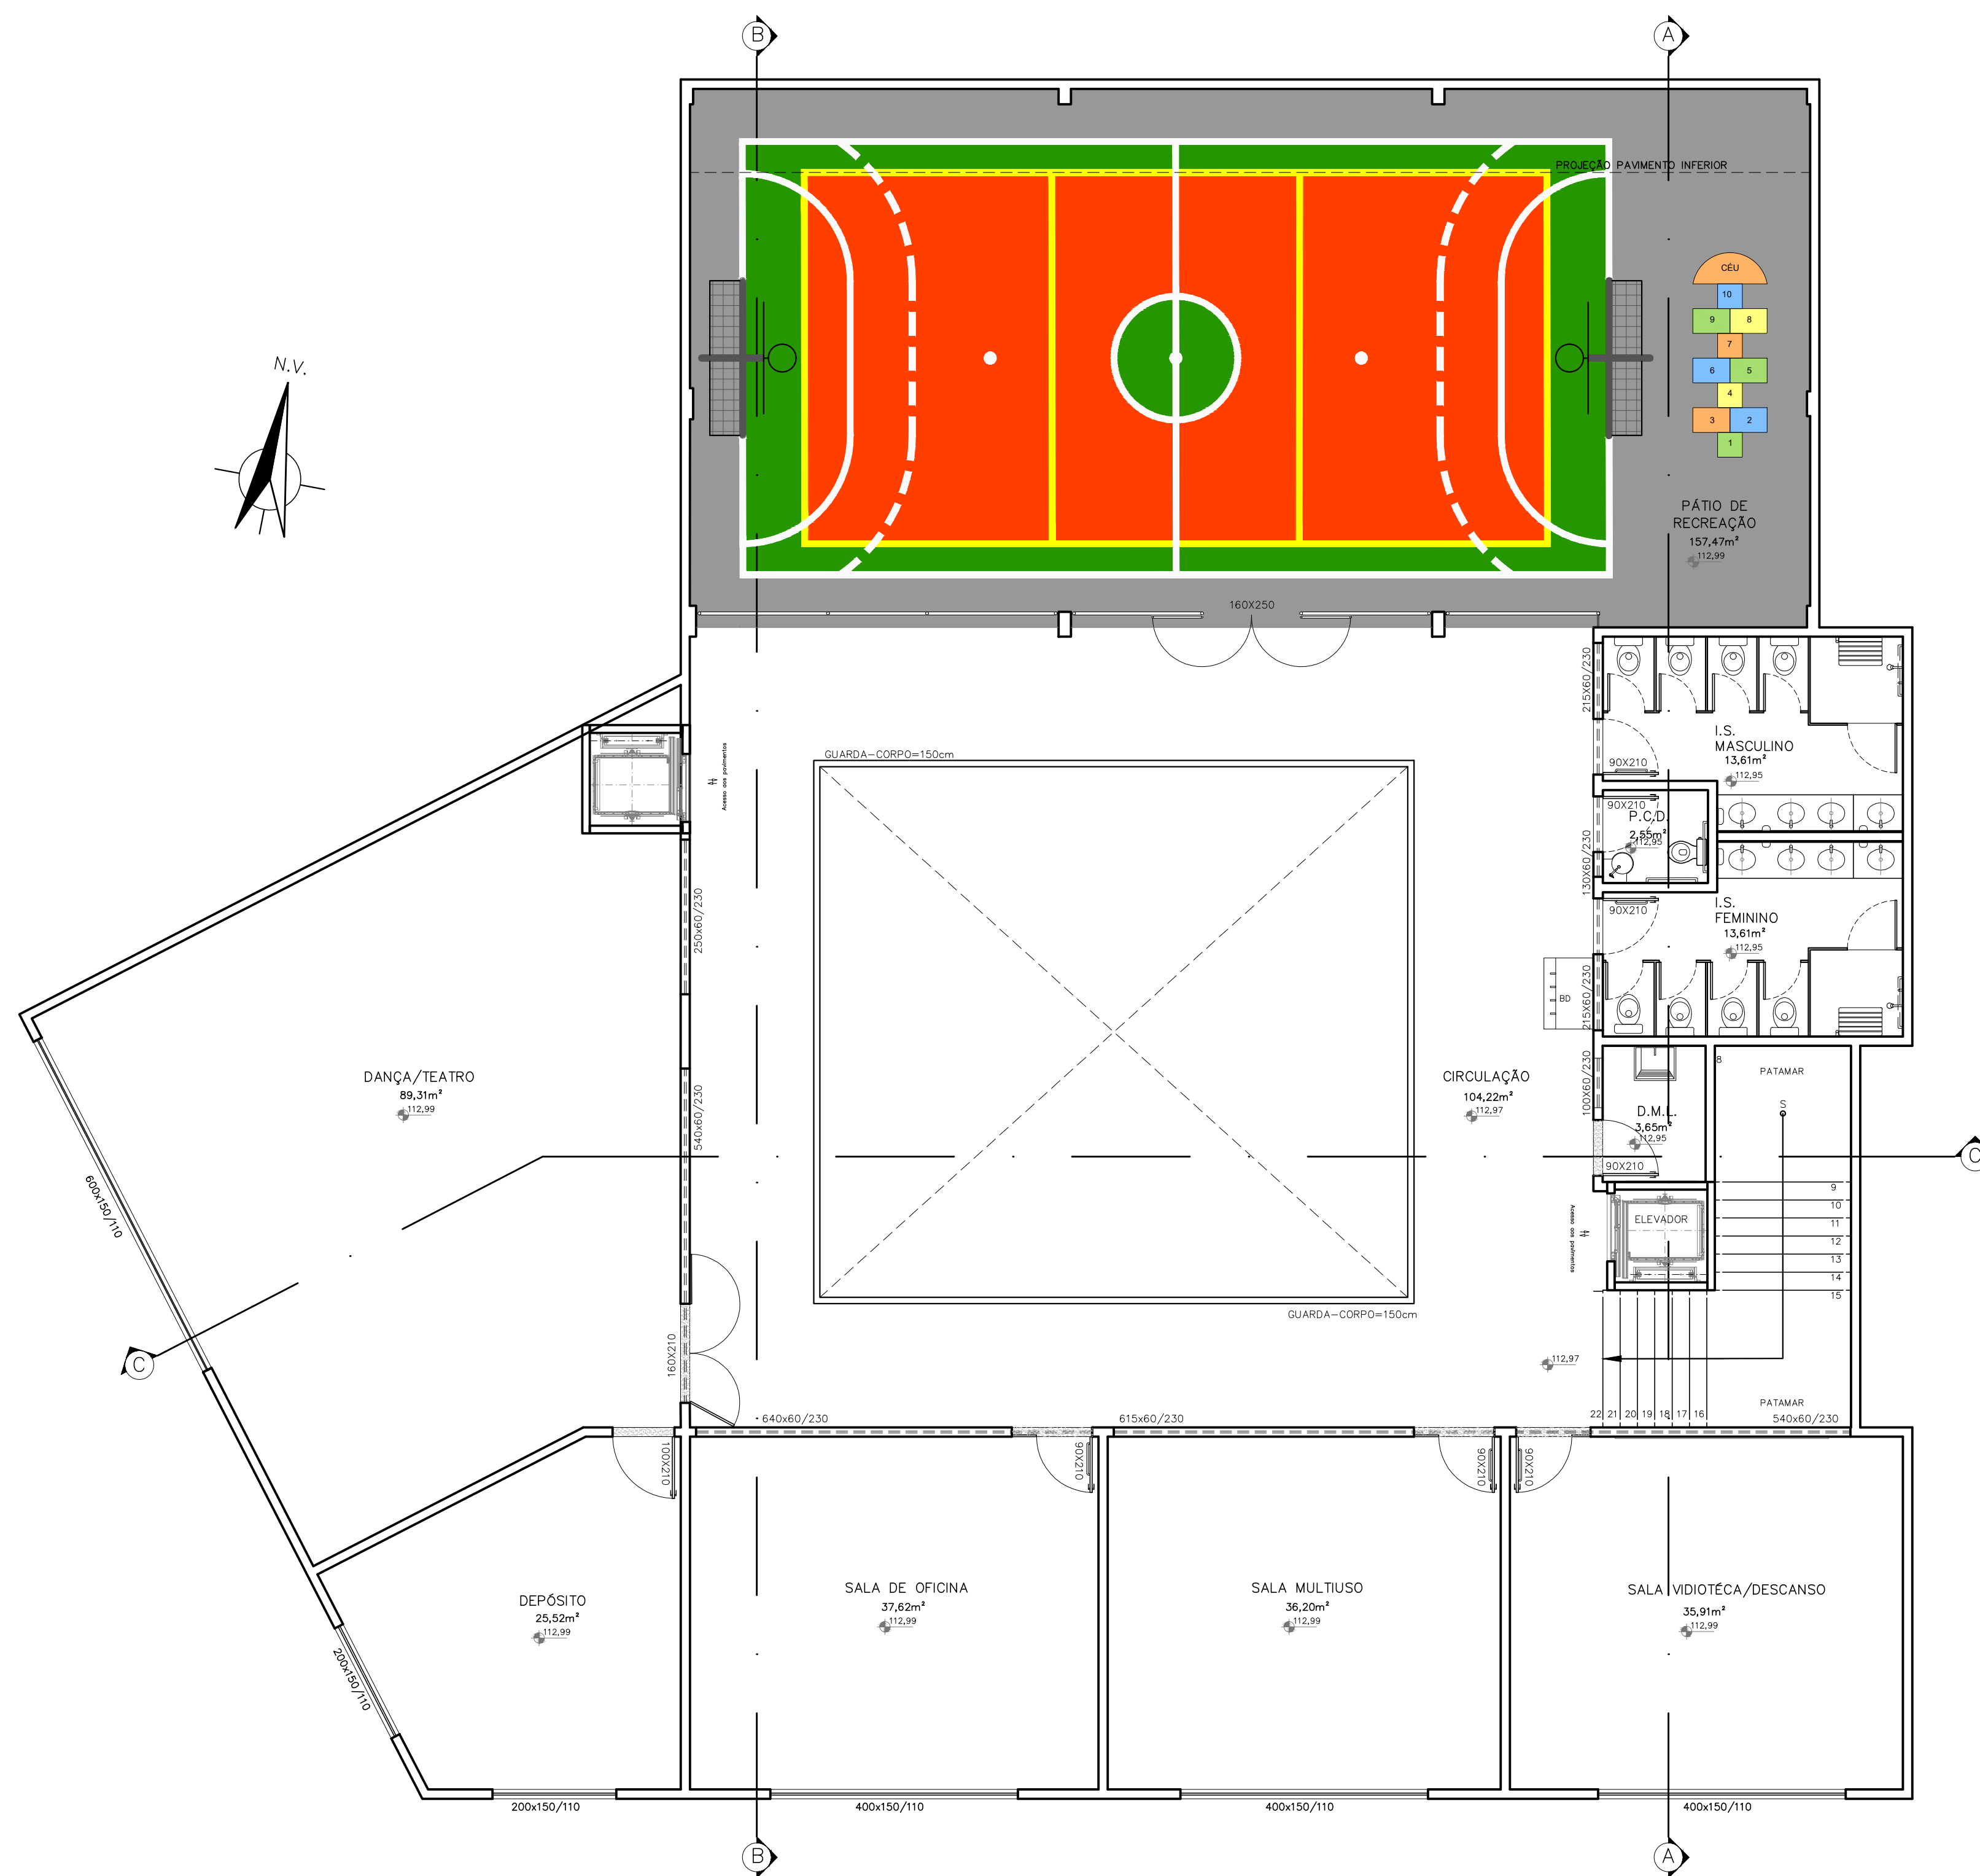 B
A
PROJEÇÃO PAVIMENTO INFERIOR
CÉU
10
9 8
7
6 5
4
3 2
1
N.V.
PÁTIO DE
RECREAÇÃO
157,47m²
112,99
160X250
215X60/230
I.S.
MASCULINO
13,61m²
112,95
90X210
GUARDA-CORPO=150cm
Acesso aos pavimentos
90X210
P.C.D.
2,55m²
112,95
130X60/230
250x60/230
90X210
I.S.
FEMININO
13,61m²
112,95
BD
215X60/230
DANÇA/TEATRO
89,31m²
112,99
540x60/230
CIRCULAÇÃO
104,22m²
112,97
100X60/230
8
PATAMAR
S
D.M.L.
3,65m²
112,95
90X210
C
600x150/110
9
10
11
12
13
14
15
ELEVADOR
Acesso aos pavimentos
GUARDA-CORPO=150cm
C
160X210
112,97
PATAMAR
22 21 20 19 18 17 16
640x60/230
615x60/230
540x60/230
100X210
90X210
90X210
90X210
DEPÓSITO
25,52m²
112,99
SALA DE OFICINA
37,62m²
112,99
SALA MULTIUSO
36,20m²
112,99
SALA VIDIOTÉCA/DESCANSO
35,91m²
112,99
200x150/110
200x150/110
400x150/110
400x150/110
400x150/110
B
A